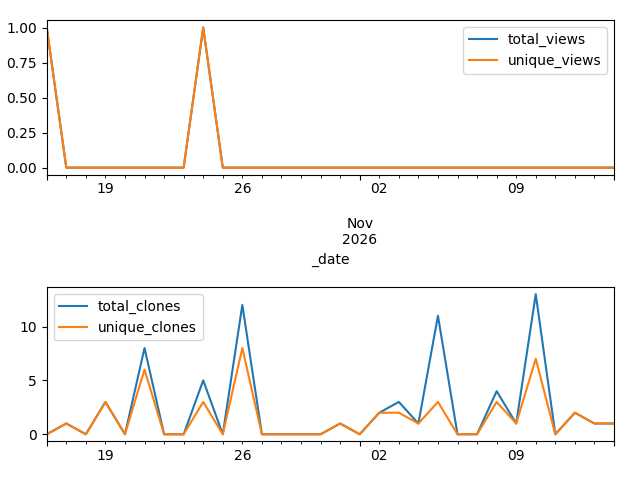 1.00
0.75
0.50
0.25
0.00
total_views
unique_views
19 26 02 09
Nov
2026
_date
total_clones
unique_clones
10
5
0
19 26 02 09